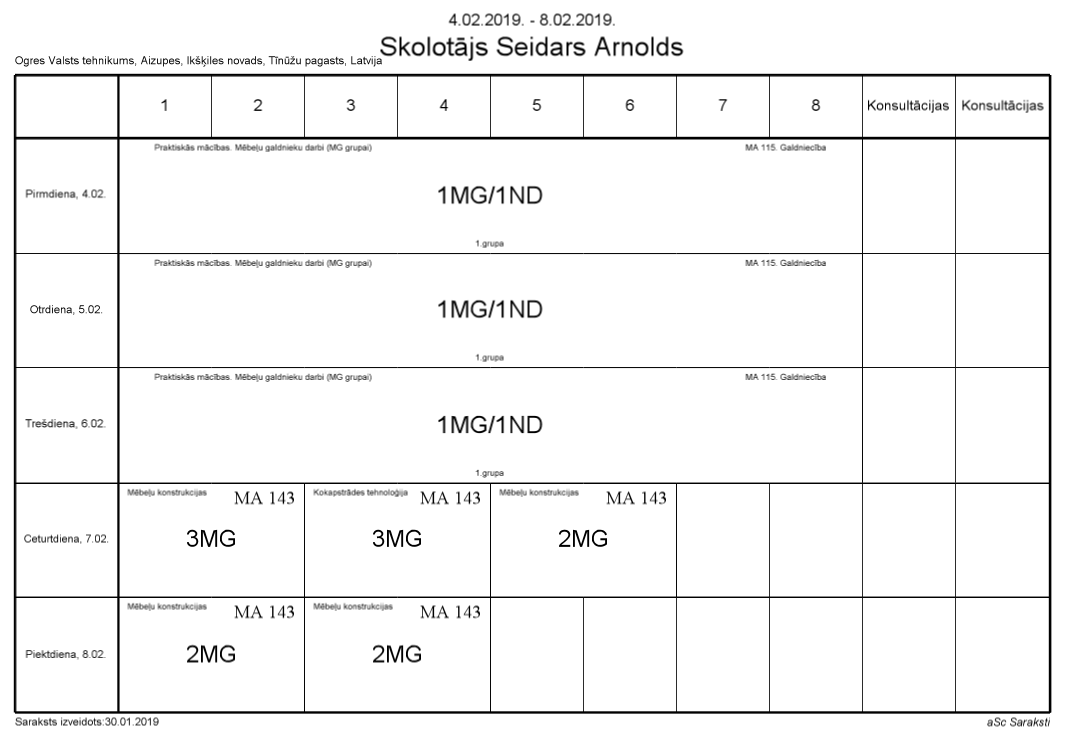 4.02.2019. - 8.02.2019.
Skolotājs Seidars Arnolds
Ogres Valsts tehnikums, Aizupes, Ikšķiles novads, Tīnūžu pagasts, Latvija
1 2 3 4 5 6 7 8 Konsultācijas Konsultācijas
Praktiskās mācības. Mēbeļu galdnieku darbi (MG grupai) MA 115. Galdniecība
Pirmdiena, 4.02. 1MG/1ND
1.grupa
Praktiskās mācības. Mēbeļu galdnieku darbi (MG grupai) MA 115. Galdniecība
Otrdiena, 5.02. 1MG/1ND
1.grupa
Praktiskās mācības. Mēbeļu galdnieku darbi (MG grupai) MA 115. Galdniecība
Trešdiena, 6.02. 1MG/1ND
1.grupa
Mēbeļu konstrukcijas MA 143 Kokapstrādes tehnoloģija MA 143 Mēbeļu konstrukcijas MA 143
Ceturtdiena, 7.02. 3MG 3MG 2MG
Mēbeļu konstrukcijas MA 143 Mēbeļu konstrukcijas MA 143
Piektdiena, 8.02. 2MG 2MG
Saraksts izveidots:30.01.2019 aSc Saraksti